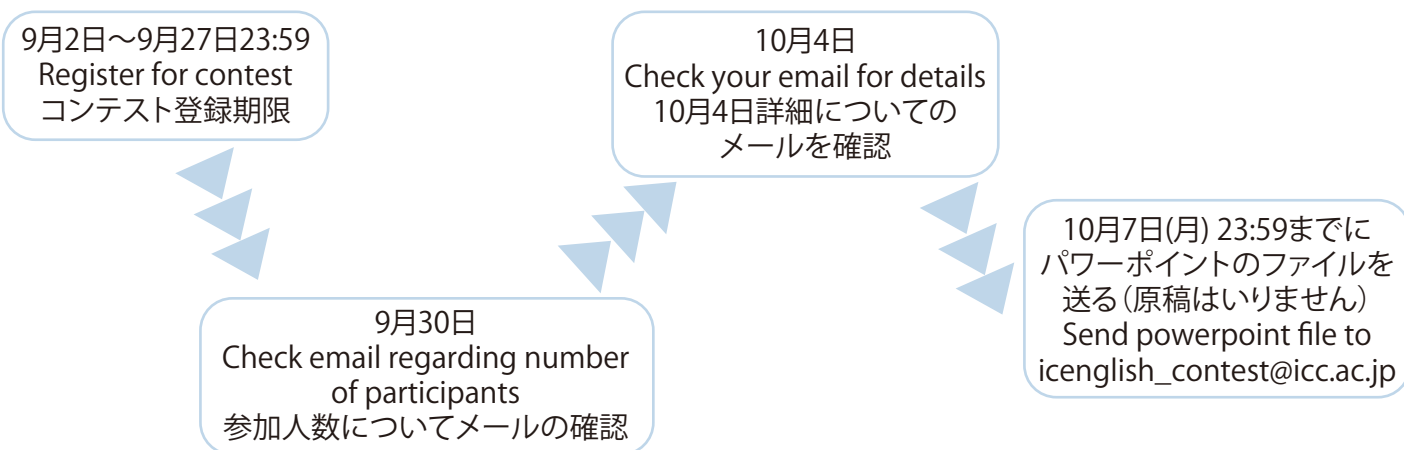 9月2日～9月27日23:59
Register for contest
コンテスト登録期限
9月30日
Check email regarding number
of participants
参加人数についてメールの確認
10月4日
Check your email for details
10月4日詳細についての
メールを確認
10月7日(月) 23:59までに
パワーポイントのファイルを
送る（原稿はいりません）
Send powerpoint file to
icenglish_contest@icc.ac.jp